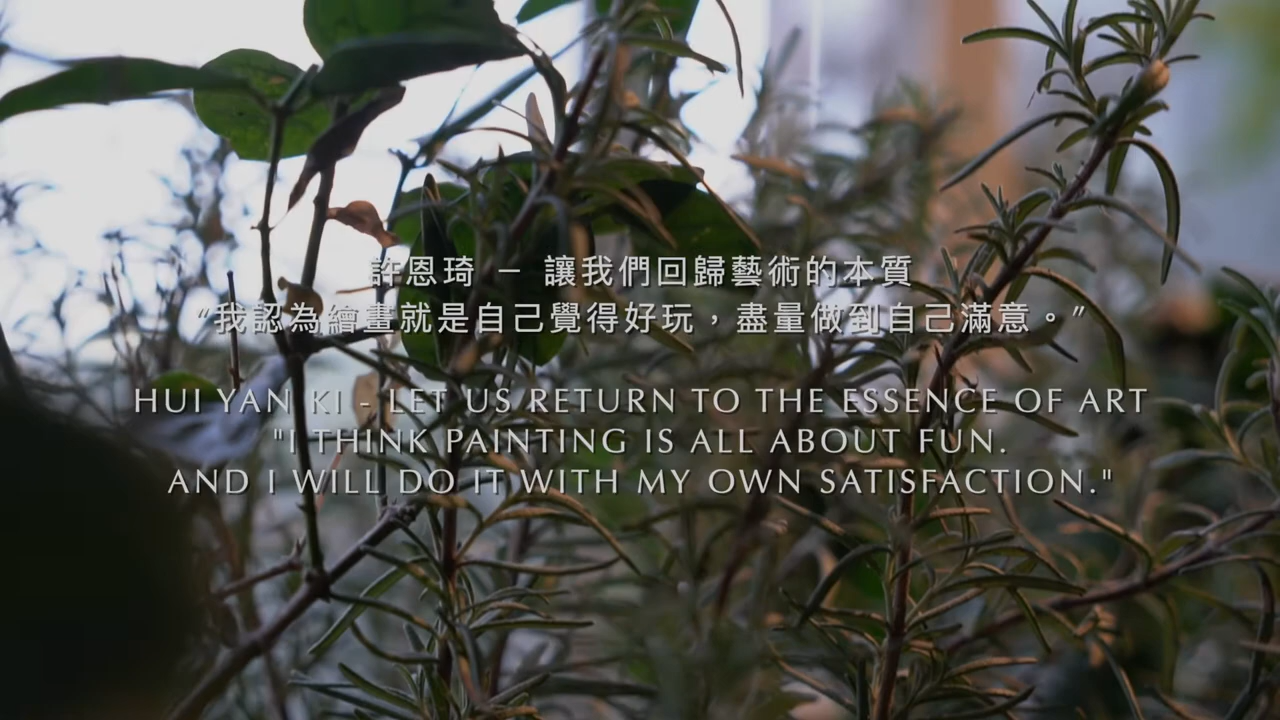 許恩琦 － 讓我們回歸藝術的本質
“我認為繪畫就是自己覺得好玩，盡量做到自己滿意。”
HUI YAN KI - LET US RETURN TO THE ESSENCE OF ART
"I THINK PAINTING IS ALL ABOUT FUN.
AND I WILL DO IT WITH MY OWN SATISFACTION."